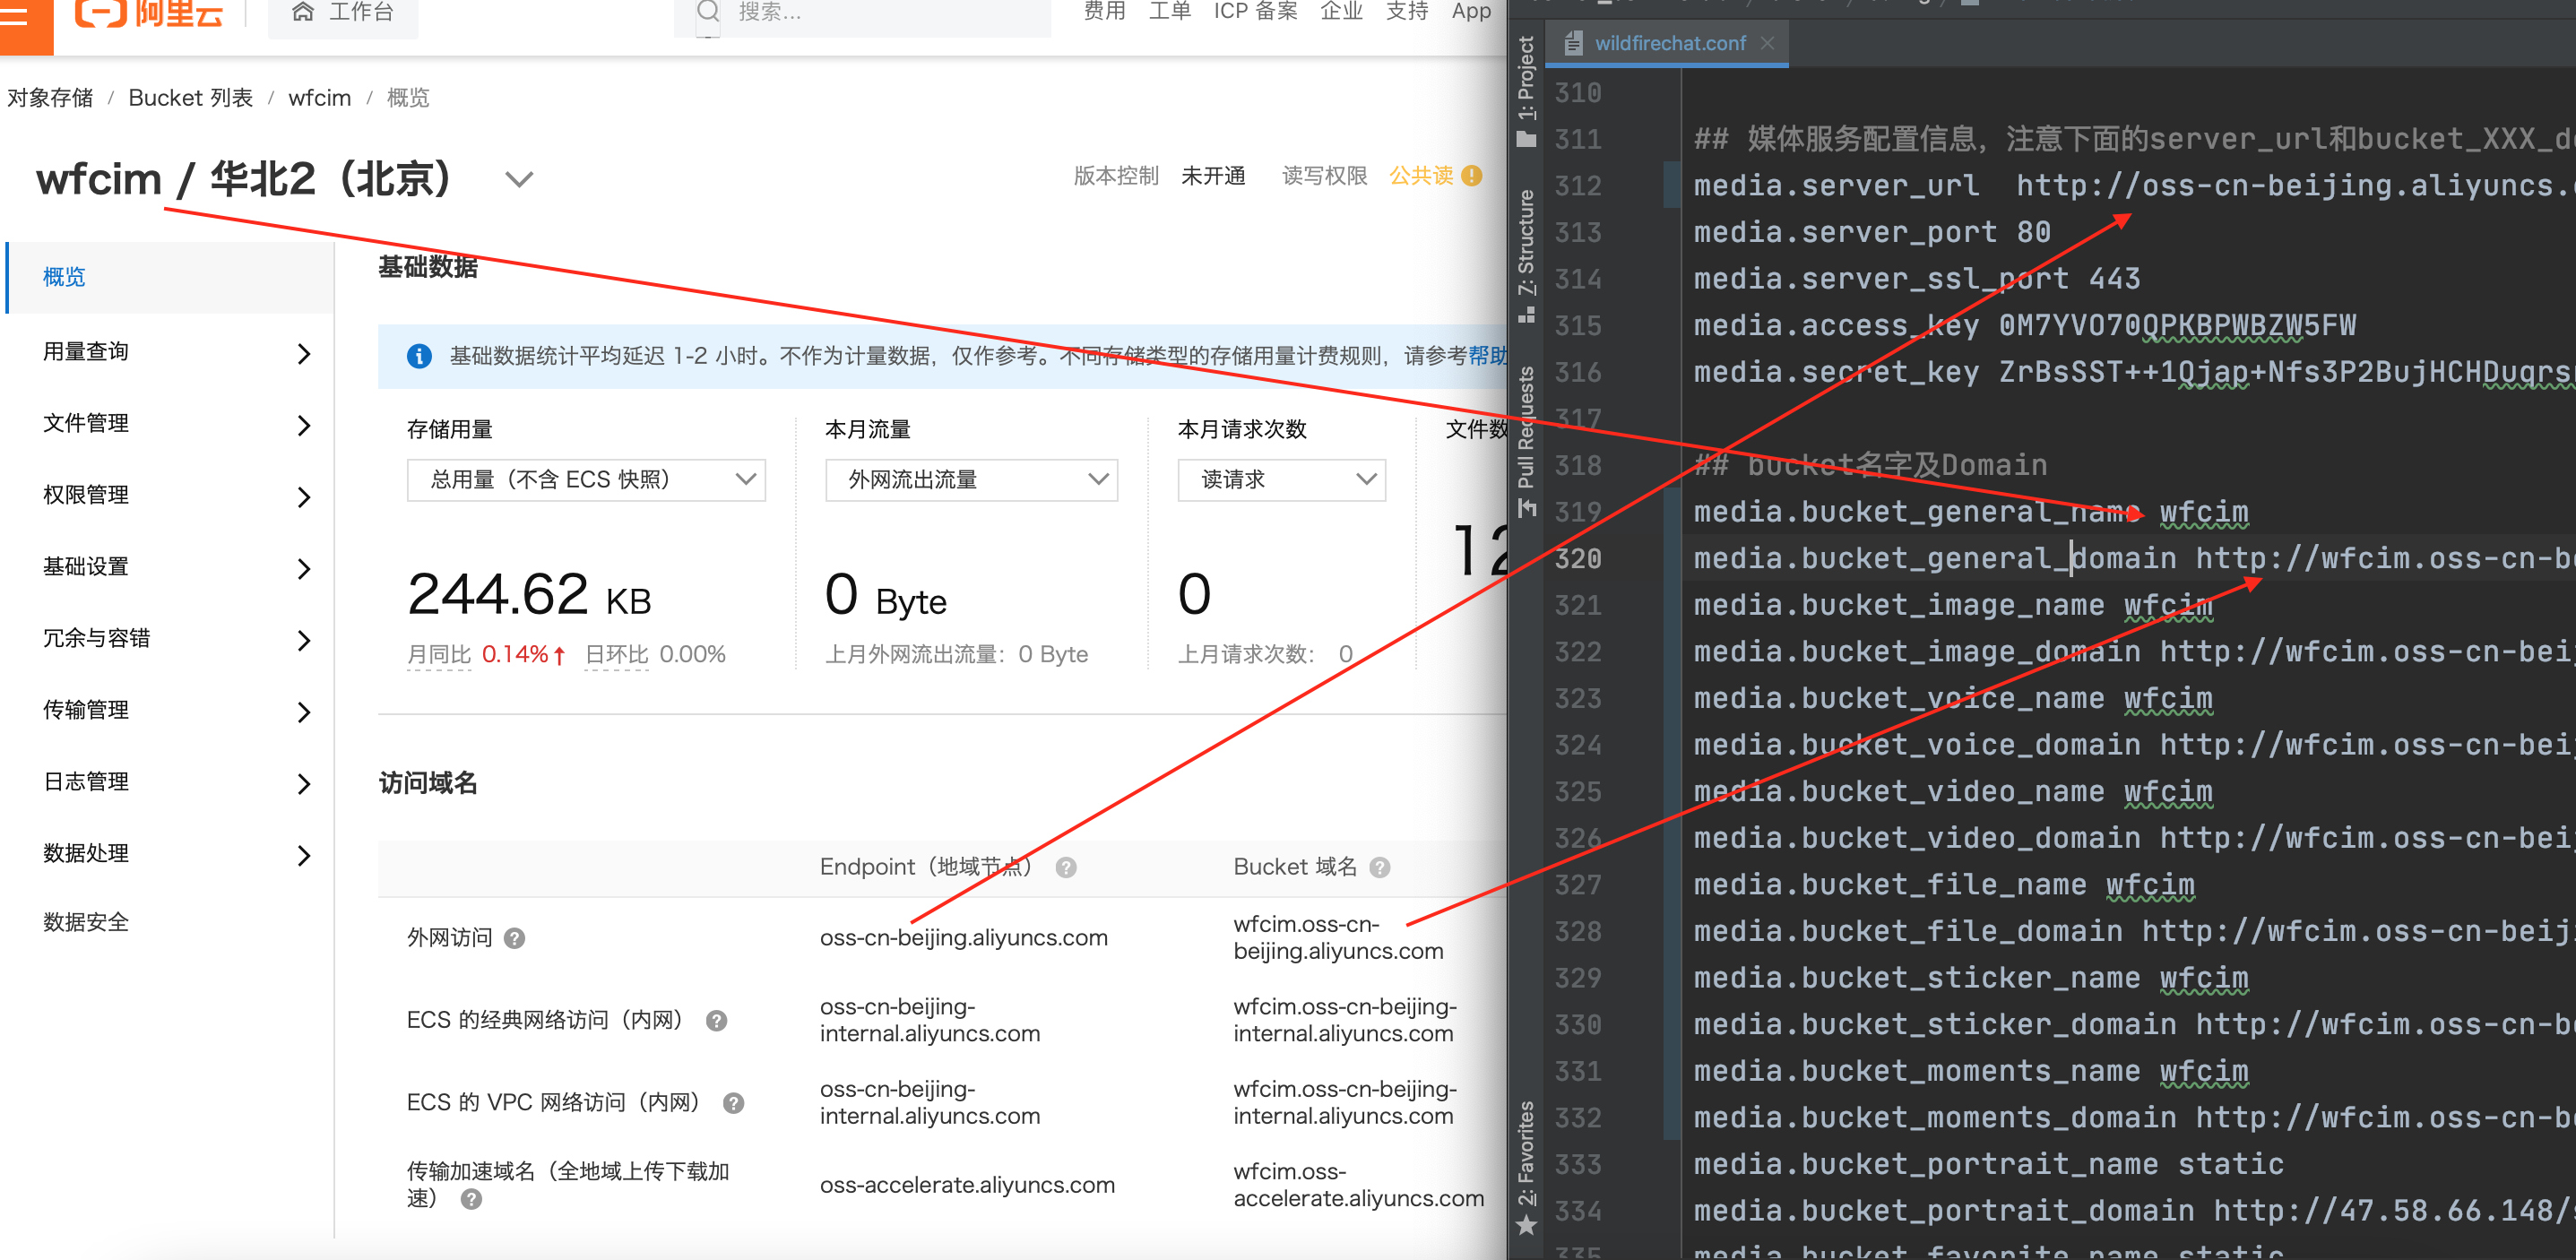 阿里云
工作台
搜索...
费用 工单 ICP 备案 企业 支持 App
对象存储 / Bucket 列表 / wfcim / 概览
wfcim / 华北2（北京）
版本控制 未开通 读写权限 公共读
概览
用量查询
文件管理
权限管理
基础设置
冗余与容错
传输管理
日志管理
数据处理
数据安全
基础数据
基础数据统计平均延迟 1-2 小时。不作为计量数据，仅作参考。不同存储类型的存储用量计费规则，请参考帮助
存储用量 本月流量 本月请求次数 文件数
总用量（不含 ECS 快照） 外网流出流量 读请求
244.62 KB 0 Byte 0 12
月同比 0.14% 日环比 0.00% 上月外网流出流量：0 Byte 上月请求次数： 0
访问域名
Endpoint（地域节点） Bucket 域名
外网访问 oss-cn-beijing.aliyuncs.com wfcim.oss-cn-
beijing.aliyuncs.com
ECS 的经典网络访问（内网） oss-cn-beijing- wfcim.oss-cn-beijing-
internal.aliyuncs.com internal.aliyuncs.com
ECS 的 VPC 网络访问（内网） oss-cn-beijing- wfcim.oss-cn-beijing-
internal.aliyuncs.com internal.aliyuncs.com
传输加速域名（全地域上传下载加
速） oss-accelerate.aliyuncs.com wfcim.oss-
accelerate.aliyuncs.com
1: Project
7: Structure
Pull Requests
2: Favorites
wildfirechat.conf
310
311 ## 媒体服务配置信息，注意下面的server_url和bucket_XXX_do
312 media.server_url http://oss-cn-beijing.aliyuncs.
313 media.server_port 80
314 media.server_ssl_port 443
315 media.access_key 0M7YVO70QPKBPWBZW5FW
316 media.secret_key ZrBsSST++1Qjap+Nfs3P2BujHCHDuqrs
317
318 ## bucket名字及Domain
319 media.bucket_general_name wfcim
320 media.bucket_general_domain http://wfcim.oss-cn-be
321 media.bucket_image_name wfcim
322 media.bucket_image_domain http://wfcim.oss-cn-beij
323 media.bucket_voice_name wfcim
324 media.bucket_voice_domain http://wfcim.oss-cn-beij
325 media.bucket_video_name wfcim
326 media.bucket_video_domain http://wfcim.oss-cn-beij
327 media.bucket_file_name wfcim
328 media.bucket_file_domain http://wfcim.oss-cn-beiji
329 media.bucket_sticker_name wfcim
330 media.bucket_sticker_domain http://wfcim.oss-cn-be
331 media.bucket_moments_name wfcim
332 media.bucket_moments_domain http://wfcim.oss-cn-be
333 media.bucket_portrait_name static
334 media.bucket_portrait_domain http://47.58.66.148/s
335 media.bucket_favorite_name static